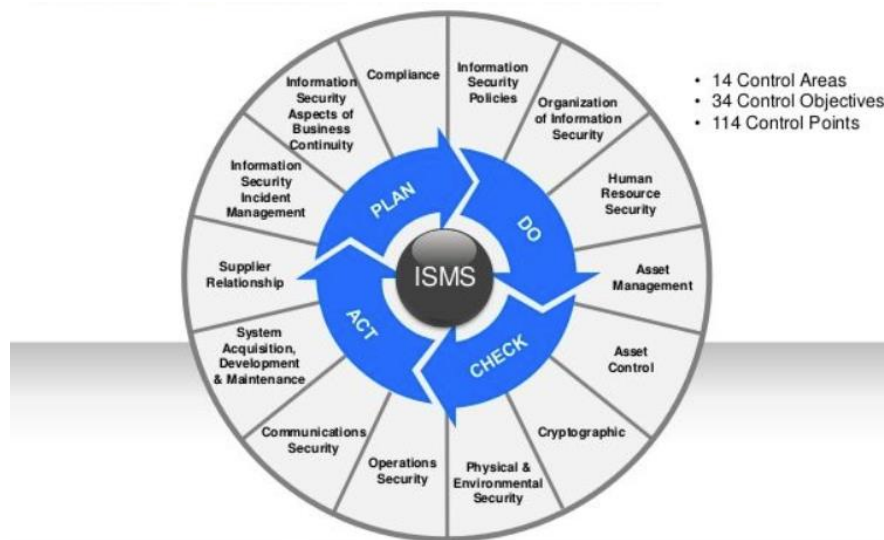 Compliance
Information
Security
Policies
Organization
of Information
Security
Human
Resource
Security
Asset
Management
Asset
Control
Cryptographic
Physical &
Environmental
Security
Operations
Security
Communications
Security
System
Acquisition,
Development
& Maintenance
Supplier
Relationship
Information
Security
Incident
Management
Information
Security
Aspects of
Business
Continuity
PLAN
DO
CHECK
ACT
ISMS
• 14 Control Areas
• 34 Control Objectives
• 114 Control Points